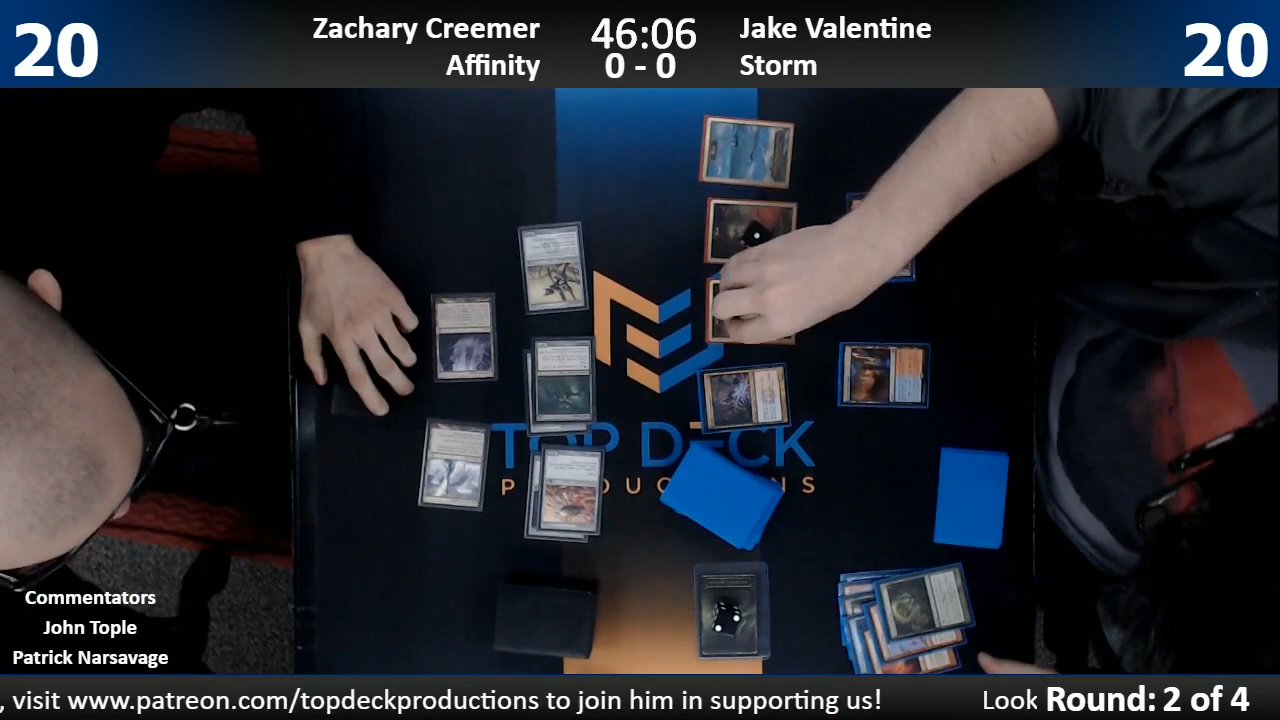 20
Zachary Creemer
Affinity
46:06
0 - 0
Jake Valentine
Storm
20
TOP DECK
Commentators
John Tople
Patrick Narsavage
, visit www.patreon.com/topdeckproductions to join him in supporting us!
Look Round: 2 of 4